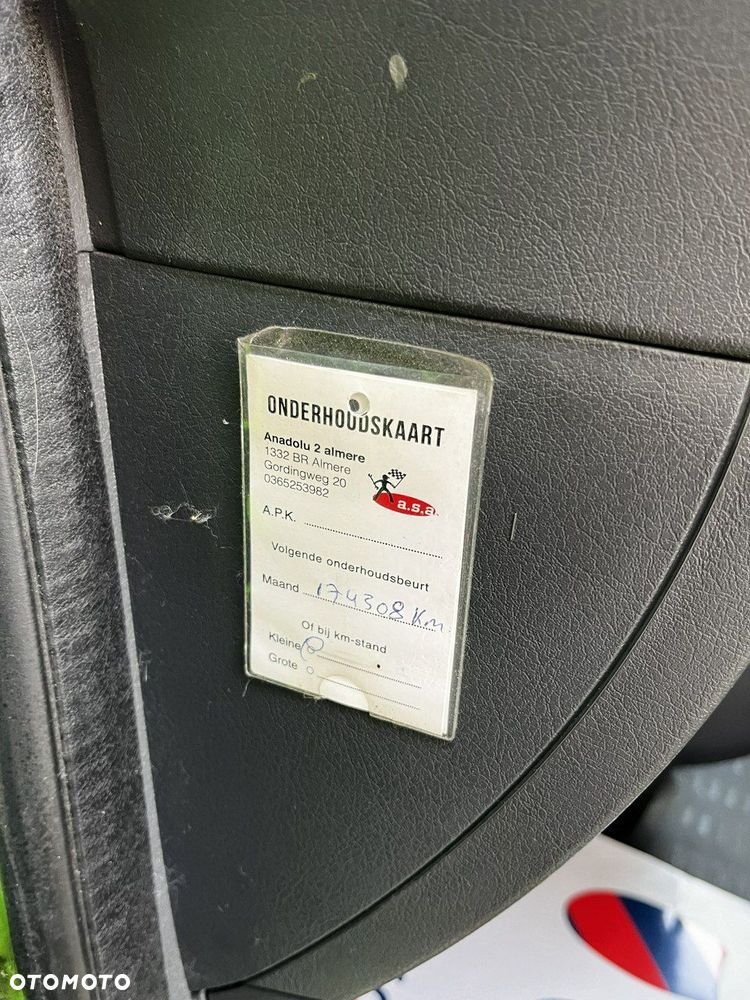 ONDERHOUDSKAART
Anadolu 2 almere
1332 BR Almere
Gordingweg 20
0365253982
a.s.a.
A.P.K.
Volgende onderhoudsbeurt
Maand 174308 Km
Of bij km-stand
Kleine
Grote
OTOMOTO